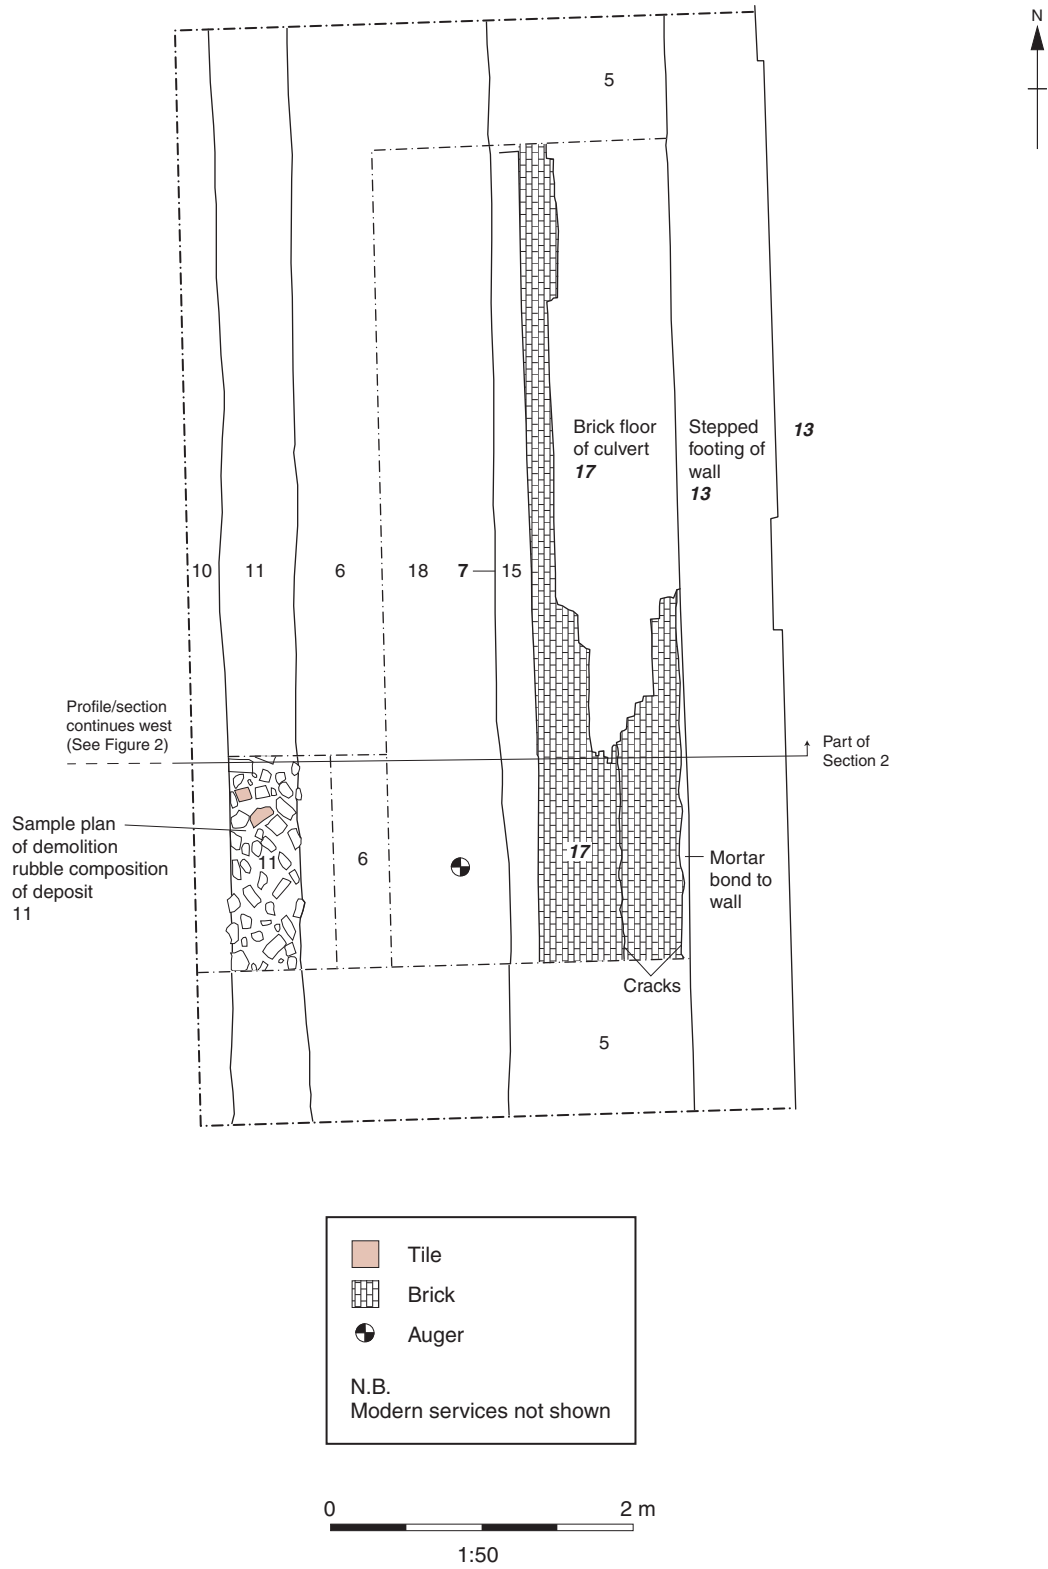 N
5
Brick floor
of culvert
17
Stepped
footing of
wall
13
13
10
11
6
18
7
15
Profile/section
continues west
(See Figure 2)
Part of
Section 2
Sample plan
of demolition
rubble composition
of deposit
11
11
6
17
Mortar
bond to
wall
Cracks
5
Tile
Brick
Auger
N.B.
Modern services not shown
0 2 m
1:50